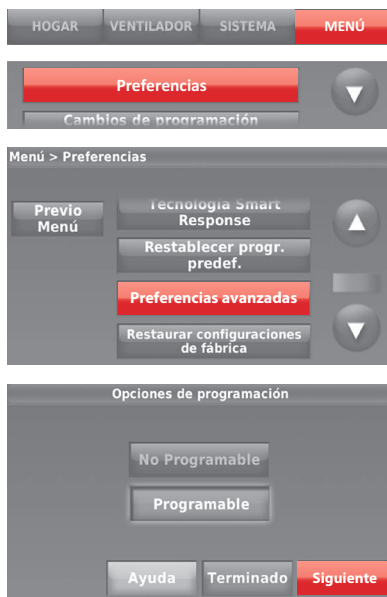 HOGAR VENTILADOR SISTEMA MENÚ
Preferencias
Cambios de programación
Menú > Preferencias
Previo
Menú
Tecnología Smart
Response
Restablecer progr.
predef.
Preferencias avanzadas
Restaurar configuraciones
de fábrica
Opciones de programación
No Programable
Programable
Ayuda Terminado Siguiente